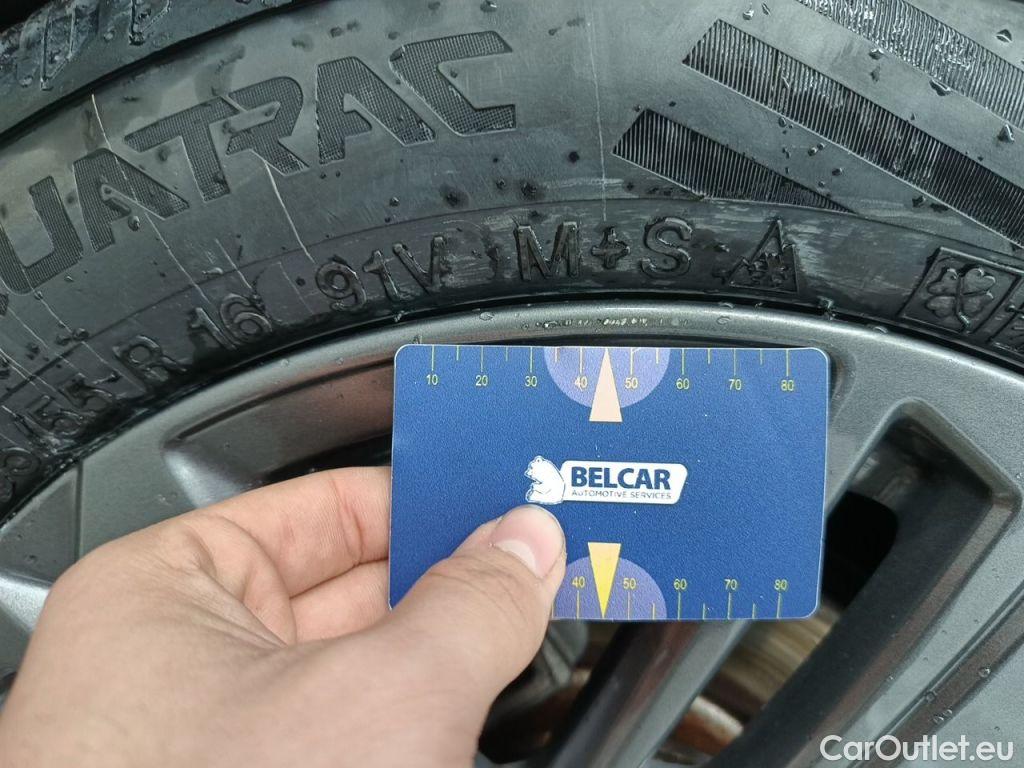 UATRAC
/55 R 16 91V M+S
10 20 30 40 50 60 70 80
BELCAR
AUTOMOTIVE SERVICES
40 50 60 70 80
CarOutlet.eu